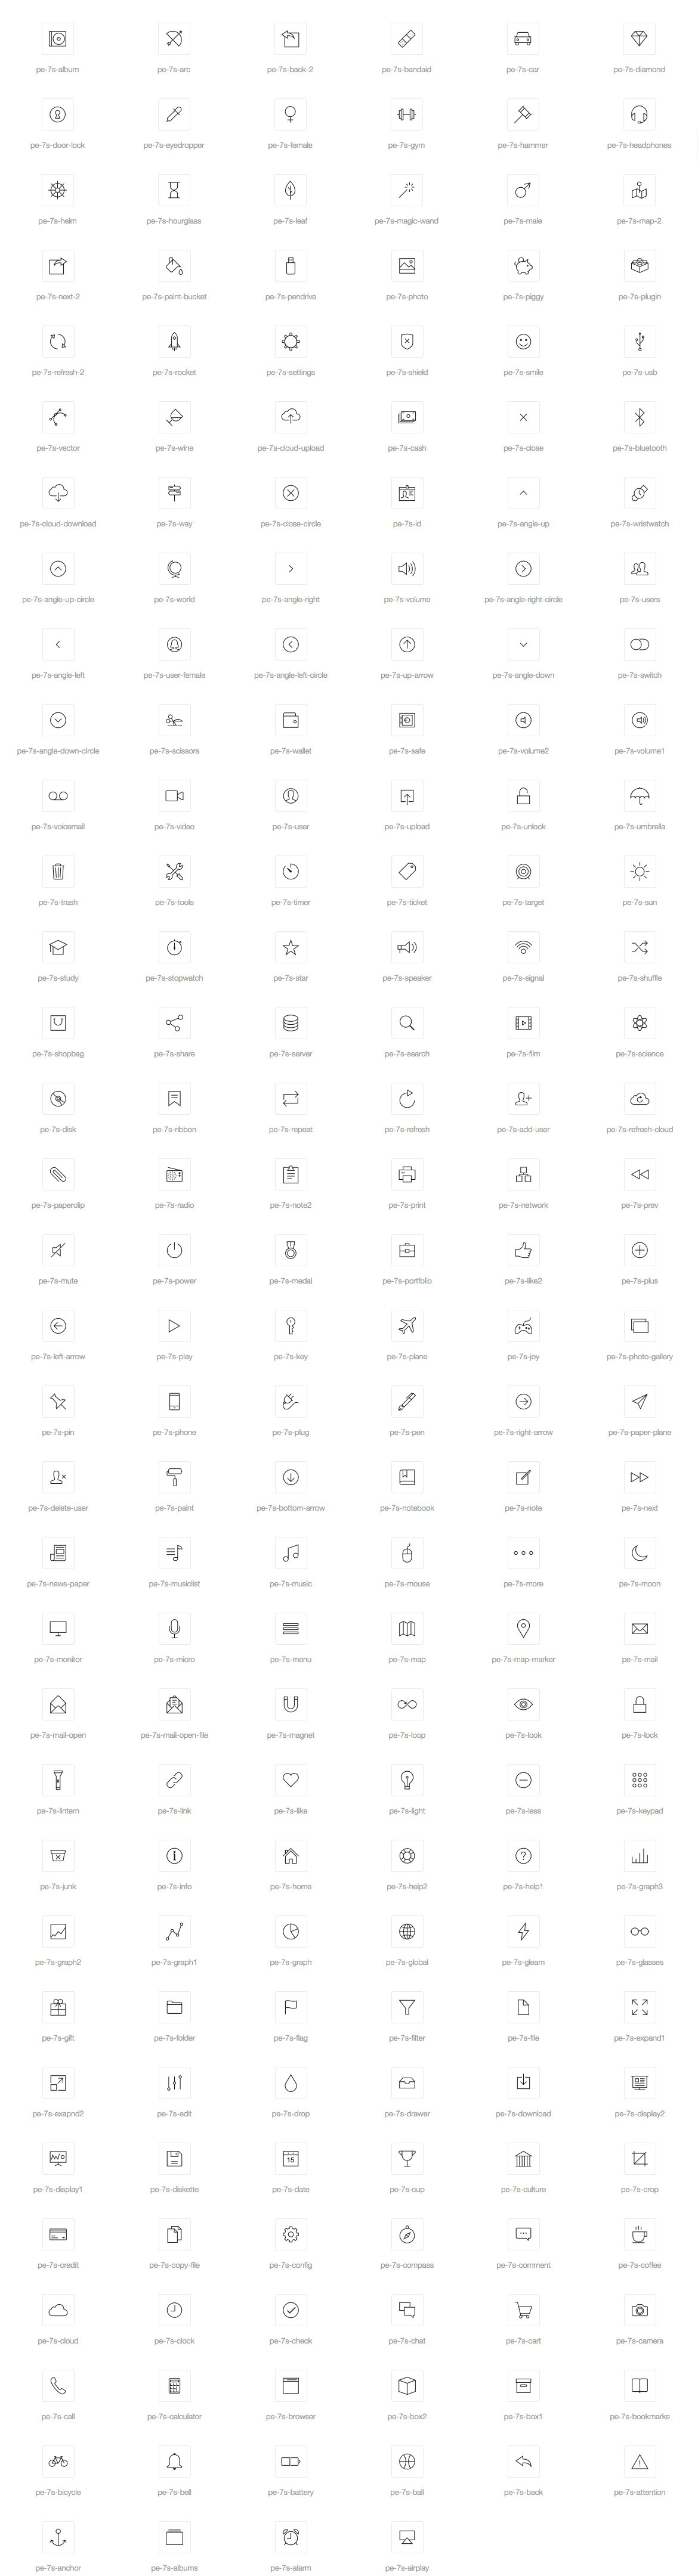 pe-7s-album pe-7s-arc pe-7s-back-2 pe-7s-bandaid pe-7s-car pe-7s-diamond
pe-7s-door-lock pe-7s-eyedropper pe-7s-female pe-7s-gym pe-7s-hammer pe-7s-headphones
pe-7s-helm pe-7s-hourglass pe-7s-leaf pe-7s-magic-wand pe-7s-male pe-7s-map-2
pe-7s-next-2 pe-7s-paint-bucket pe-7s-pendrive pe-7s-photo pe-7s-piggy pe-7s-plugin
pe-7s-refresh-2 pe-7s-rocket pe-7s-settings pe-7s-shield pe-7s-smile pe-7s-usb
pe-7s-vector pe-7s-wine pe-7s-cloud-upload pe-7s-cash pe-7s-close pe-7s-bluetooth
pe-7s-cloud-download pe-7s-way pe-7s-close-circle pe-7s-id pe-7s-angle-up pe-7s-wristwatch
pe-7s-angle-up-circle pe-7s-world pe-7s-angle-right pe-7s-volume pe-7s-angle-right-circle pe-7s-users
pe-7s-angle-left pe-7s-user-female pe-7s-angle-left-circle pe-7s-up-arrow pe-7s-angle-down pe-7s-switch
pe-7s-angle-down-circle pe-7s-scissors pe-7s-wallet pe-7s-safe pe-7s-volume2 pe-7s-volume1
pe-7s-voicemail pe-7s-video pe-7s-user pe-7s-upload pe-7s-unlock pe-7s-umbrella
pe-7s-trash pe-7s-tools pe-7s-timer pe-7s-ticket pe-7s-target pe-7s-sun
pe-7s-study pe-7s-stopwatch pe-7s-star pe-7s-speaker pe-7s-signal pe-7s-shuffle
pe-7s-shopbag pe-7s-share pe-7s-server pe-7s-search pe-7s-film pe-7s-science
pe-7s-disk pe-7s-ribbon pe-7s-repeat pe-7s-refresh pe-7s-add-user pe-7s-refresh-cloud
pe-7s-paperclip pe-7s-radio pe-7s-note2 pe-7s-print pe-7s-network pe-7s-prev
pe-7s-mute pe-7s-power pe-7s-medal pe-7s-portfolio pe-7s-like2 pe-7s-plus
pe-7s-left-arrow pe-7s-play pe-7s-key pe-7s-plane pe-7s-joy pe-7s-photo-gallery
pe-7s-pin pe-7s-phone pe-7s-plug pe-7s-pen pe-7s-right-arrow pe-7s-paper-plane
pe-7s-delete-user pe-7s-paint pe-7s-bottom-arrow pe-7s-notebook pe-7s-note pe-7s-next
pe-7s-news-paper pe-7s-musiclist pe-7s-music pe-7s-mouse pe-7s-more pe-7s-moon
pe-7s-monitor pe-7s-micro pe-7s-menu pe-7s-map pe-7s-map-marker pe-7s-mail
pe-7s-mail-open pe-7s-mail-open-file pe-7s-magnet pe-7s-loop pe-7s-look pe-7s-lock
pe-7s-lintern pe-7s-link pe-7s-like pe-7s-light pe-7s-less pe-7s-keypad
pe-7s-junk pe-7s-info pe-7s-home pe-7s-help2 pe-7s-help1 pe-7s-graph3
pe-7s-graph2 pe-7s-graph1 pe-7s-graph pe-7s-global pe-7s-gleam pe-7s-glasses
pe-7s-gift pe-7s-folder pe-7s-flag pe-7s-filter pe-7s-file pe-7s-expand1
pe-7s-exapnd2 pe-7s-edit pe-7s-drop pe-7s-drawer pe-7s-download pe-7s-display2
15
pe-7s-display1 pe-7s-diskette pe-7s-date pe-7s-cup pe-7s-culture pe-7s-crop
pe-7s-credit pe-7s-copy-file pe-7s-config pe-7s-compass pe-7s-comment pe-7s-coffee
pe-7s-cloud pe-7s-clock pe-7s-check pe-7s-chat pe-7s-cart pe-7s-camera
pe-7s-call pe-7s-calculator pe-7s-browser pe-7s-box2 pe-7s-box1 pe-7s-bookmarks
pe-7s-bicycle pe-7s-bell pe-7s-battery pe-7s-ball pe-7s-back pe-7s-attention
pe-7s-anchor pe-7s-albums pe-7s-alarm pe-7s-airplay